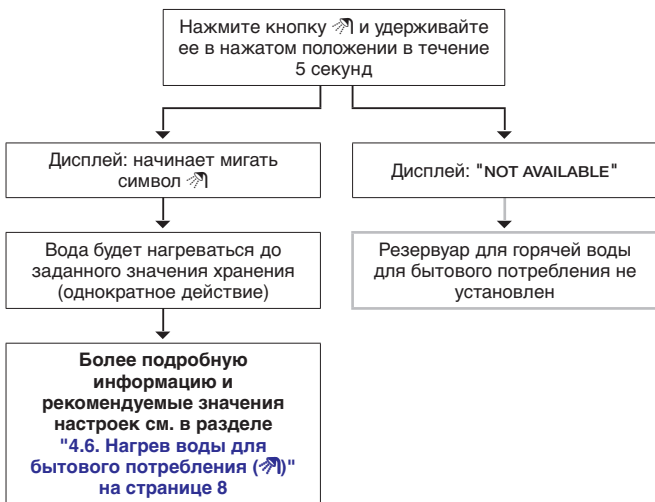 Нажмите кнопку и удерживайте
ее в нажатом положении в течение
5 секунд
Дисплей: начинает мигать
символ
Дисплей: "NOT AVAILABLE"
Вода будет нагреваться до
заданного значения хранения
(однократное действие)
Резервуар для горячей воды
для бытового потребления не
установлен
Более подробную
информацию и
рекомендуемые значения
настроек см. в разделе
"4.6. Нагрев воды для
бытового потребления ()"
на странице 8